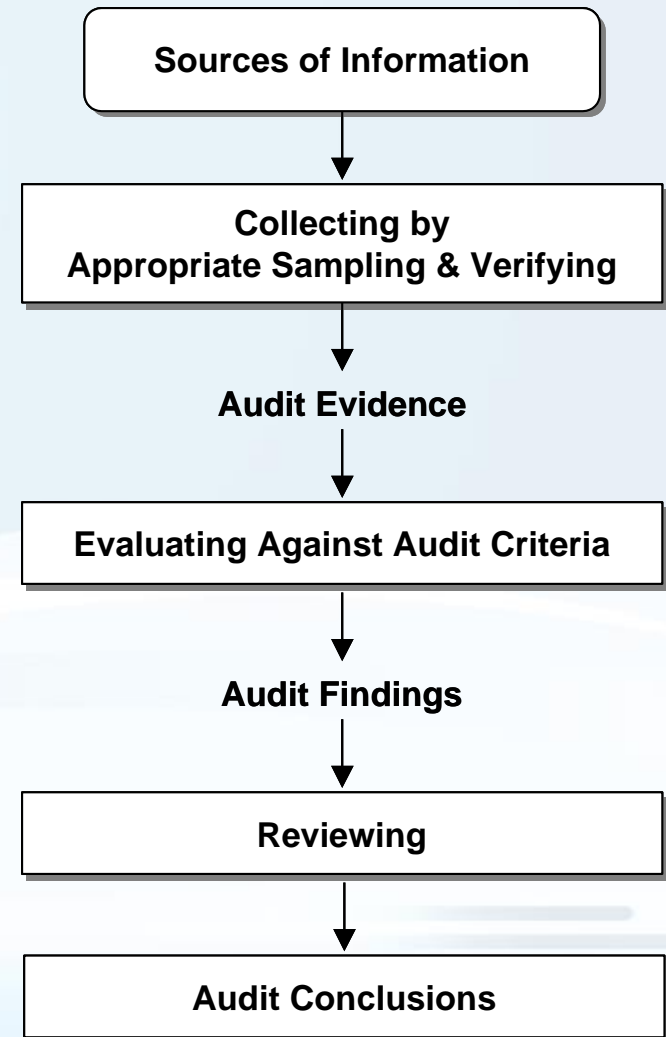 Sources of Information
Collecting by
Appropriate Sampling & Verifying
Audit Evidence
Evaluating Against Audit Criteria
Audit Findings
Reviewing
Audit Conclusions